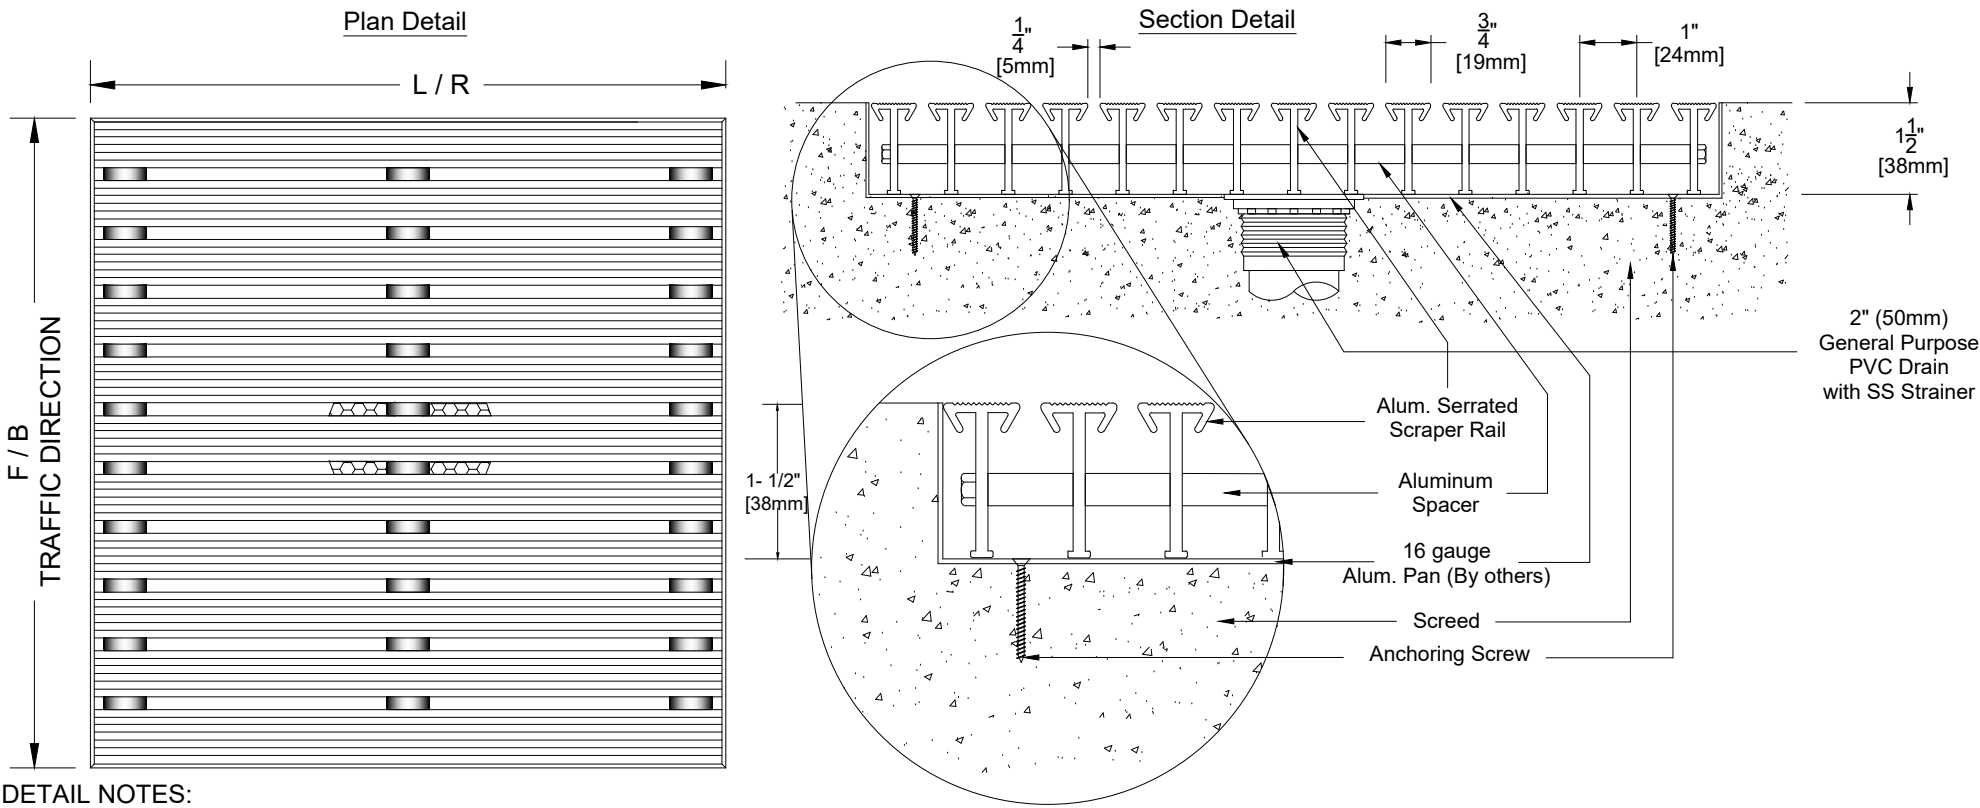 Plan Detail
L / R
F / B
TRAFFIC DIRECTION
DETAIL NOTES:
Section Detail
1/4"
[5mm]
3/4"
[19mm]
1"
[24mm]
1 1/2"
[38mm]
2" (50mm)
General Purpose
PVC Drain
with SS Strainer
1- 1/2"
[38mm]
Alum. Serrated
Scraper Rail
Aluminum
Spacer
16 gauge
Alum. Pan (By others)
Screed
Anchoring Screw